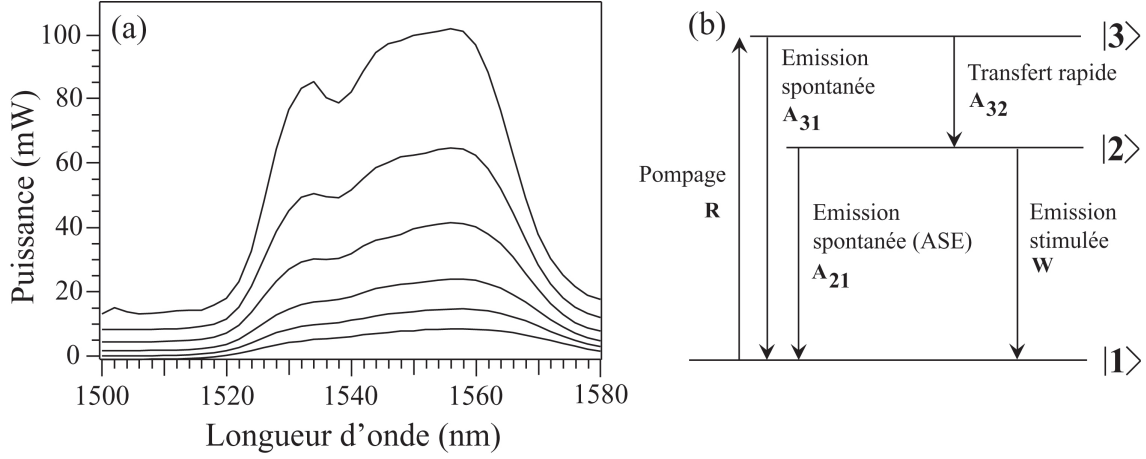 (a)
100
80
60
40
20
0
Puissance (mW)
1500
1520
1540
1560
1580
Longueur d’onde (nm)
(b)
|3>
Emission
spontanée
A31
Transfert rapide
A32
|2>
Pompage
R
Emission
spontanée (ASE)
A21
Emission
stimulée
W
|1>